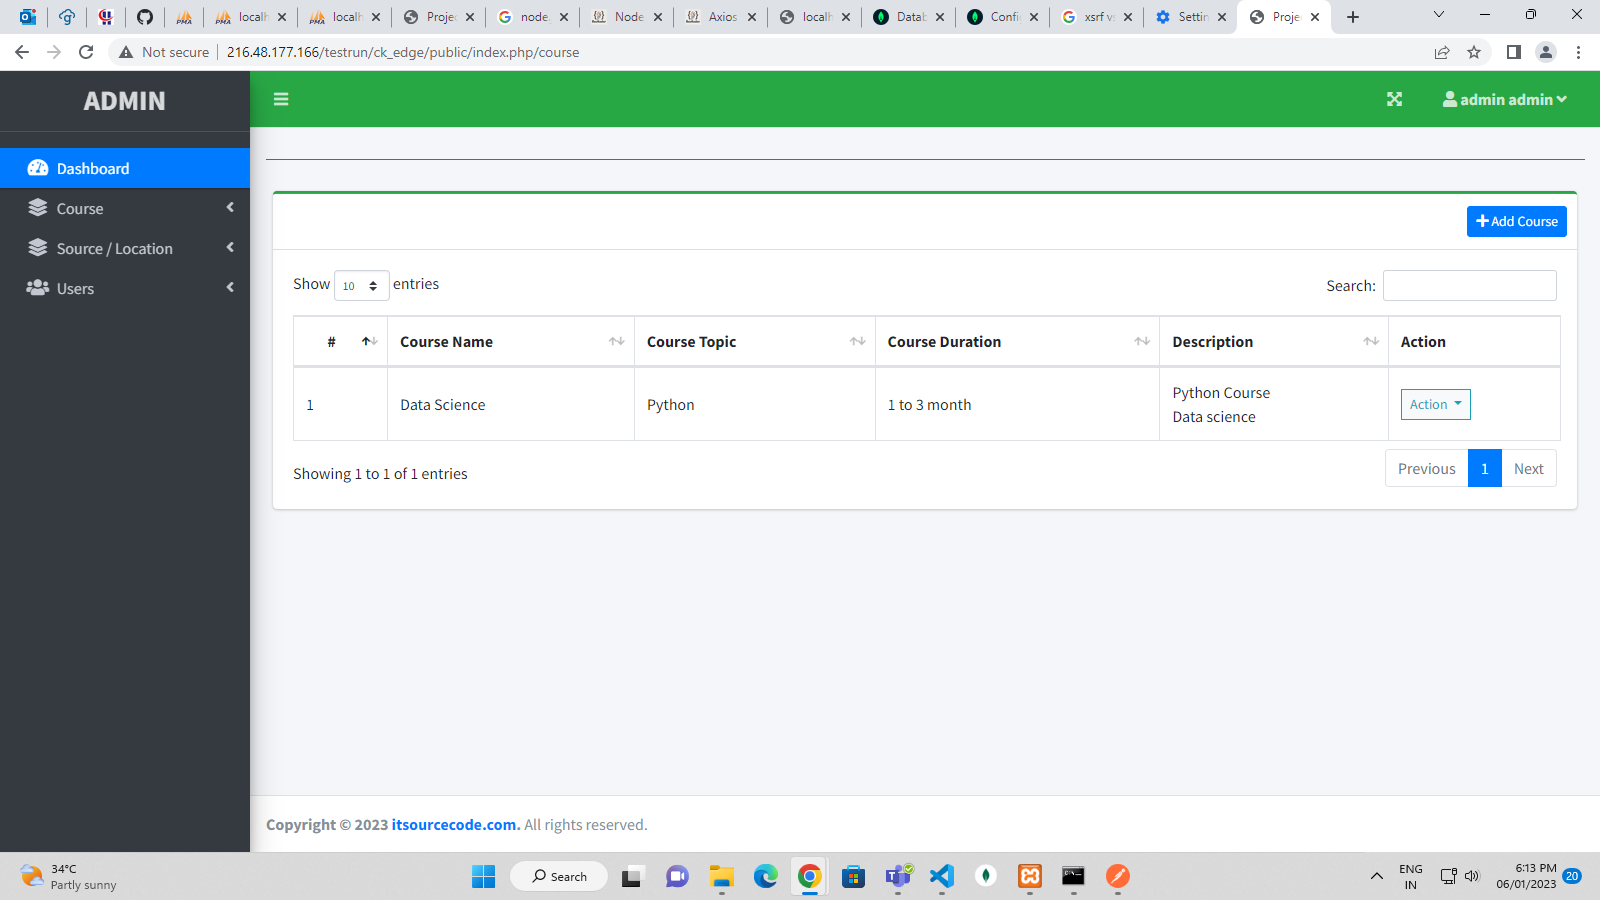 localh
localh
Projec
node.
Node
Axios
localh
Datab
Confi
xsrf vs
Settin
Proje
Not secure
216.48.177.166/testrun/ck_edge/public/index.php/course
ADMIN
admin admin
Dashboard
Course
Source / Location
Users
Add Course
Show 10 entries
Search:
# Course Name Course Topic Course Duration Description Action
1 Data Science Python 1 to 3 month Python Course
Data science
Action
Showing 1 to 1 of 1 entries
Previous 1 Next
Copyright © 2023 itsourcecode.com. All rights reserved.
34°C
Partly sunny
Search
ENG
IN
6:13 PM
06/01/2023
20